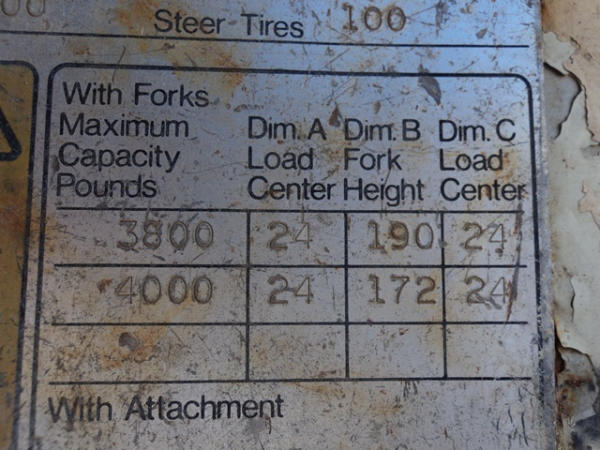 00 Steer Tires 100
With Forks
Maximum Dim. A Dim. B Dim. C
Capacity Load Fork Load
Pounds Center Height Center
3800 24 190 24
4000 24 172 24
With Attachment